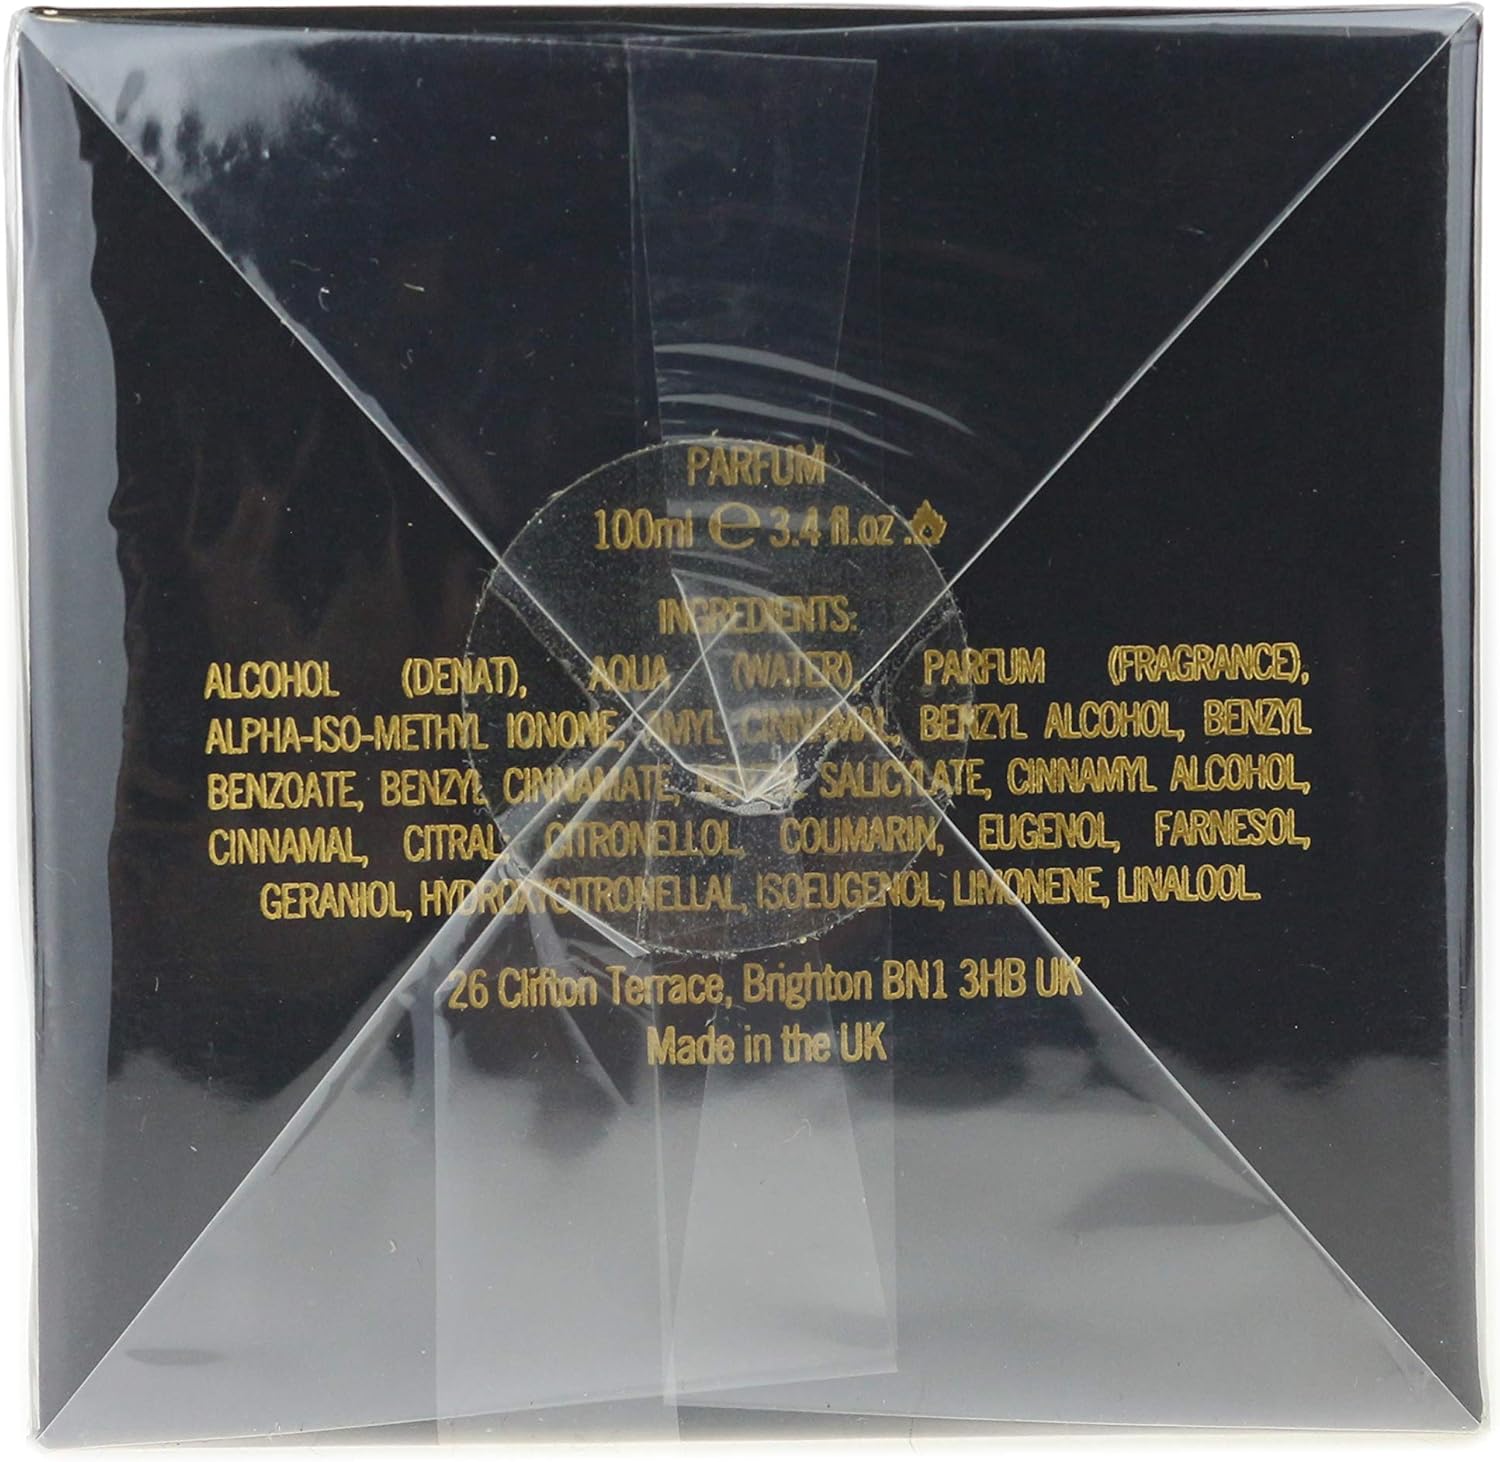 PARFUM
100ml ℮ 3.4 fl.oz.
INGREDIENTS:
ALCOHOL (DENAT), AQUA (WATER), PARFUM (FRAGRANCE),
ALPHA-ISO-METHYL IONONE, AMYL CINNAMAL, BENZYL ALCOHOL, BENZYL
BENZOATE, BENZYL CINNAMATE, BENZYL SALICYLATE, CINNAMYL ALCOHOL,
CINNAMAL, CITRAL, CITRONELLOL, COUMARIN, EUGENOL, FARNESOL,
GERANIOL, HYDROXYCITRONELLAL, ISOEUGENOL, LIMONENE, LINALOOL.
26 Clifton Terrace, Brighton BN1 3HB UK
Made in the UK